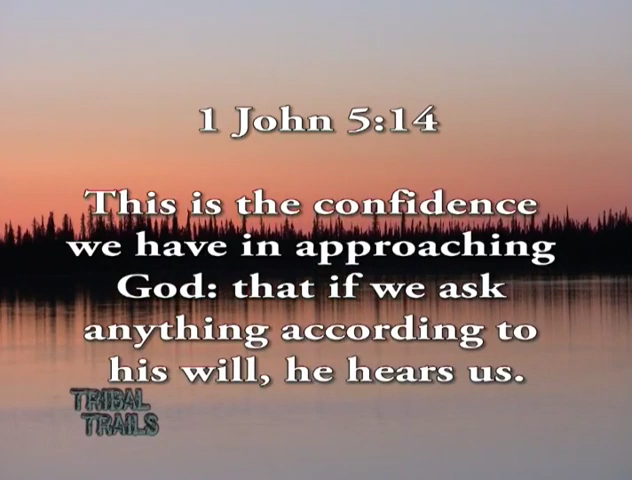 1 John 5:14
This is the confidence
we have in approaching
God: that if we ask
anything according to
his will, he hears us.
TRIBAL
TRAILS